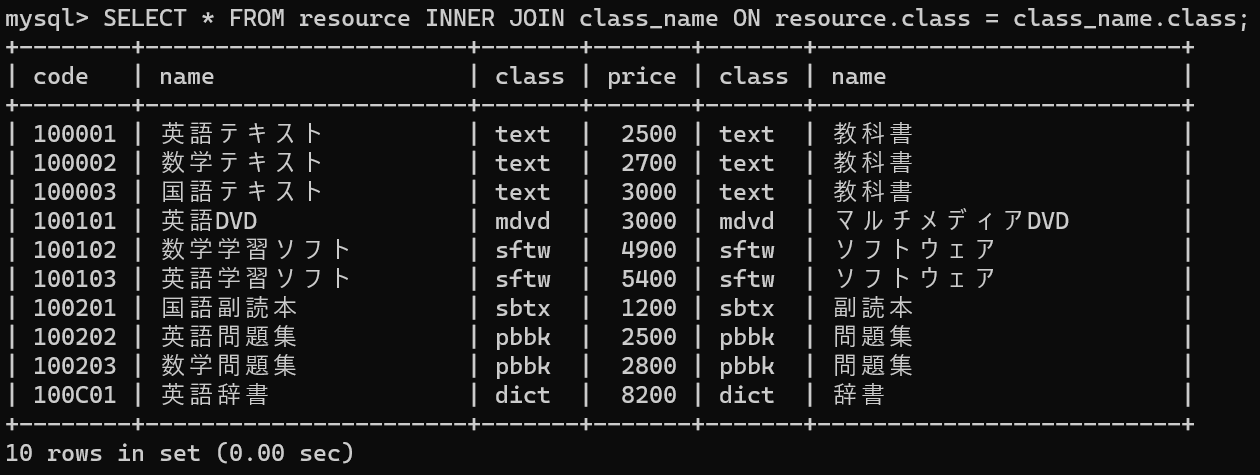 mysql> SELECT * FROM resource INNER JOIN class_name ON resource.class = class_name.class;
+--------+-----------------------+-------+-------+-------+--------------------------+
| code   | name                  | class | price | class | name                     |
+--------+-----------------------+-------+-------+-------+--------------------------+
| 100001 | 英語テキスト          | text  |  2500 | text  | 教科書                   |
| 100002 | 数学テキスト          | text  |  2700 | text  | 教科書                   |
| 100003 | 国語テキスト          | text  |  3000 | text  | 教科書                   |
| 100101 | 英語DVD               | mdvd  |  3000 | mdvd  | マルチメディアDVD        |
| 100102 | 数学学習ソフト        | sftw  |  4900 | sftw  | ソフトウェア             |
| 100103 | 英語学習ソフト        | sftw  |  5400 | sftw  | ソフトウェア             |
| 100201 | 国語副読本            | sbtx  |  1200 | sbtx  | 副読本                   |
| 100202 | 英語問題集            | pbbk  |  2500 | pbbk  | 問題集                   |
| 100203 | 数学問題集            | pbbk  |  2800 | pbbk  | 問題集                   |
| 100C01 | 英語辞書              | dict  |  8200 | dict  | 辞書                     |
+--------+-----------------------+-------+-------+-------+--------------------------+
10 rows in set (0.00 sec)